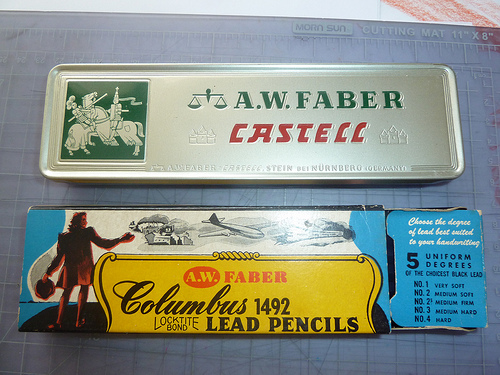 MORN SUN CUTTING MAT 11" X 8"
A.W. FABER
CASTELL
A.W. FABER CASTELL STEIN BEI NÜRNBERG (GERMANY)
Choose the degree
of lead best suited
to your handwriting
5 UNIFORM
DEGREES
OF THE CHOICEST BLACK LEAD
NO. 1 VERY SOFT
NO. 2 MEDIUM SOFT
NO. 2½ MEDIUM FIRM
NO. 3 MEDIUM HARD
NO. 4 HARD
A.W. FABER
Columbus 1492
LOCKTITE
BOND
LEAD PENCILS